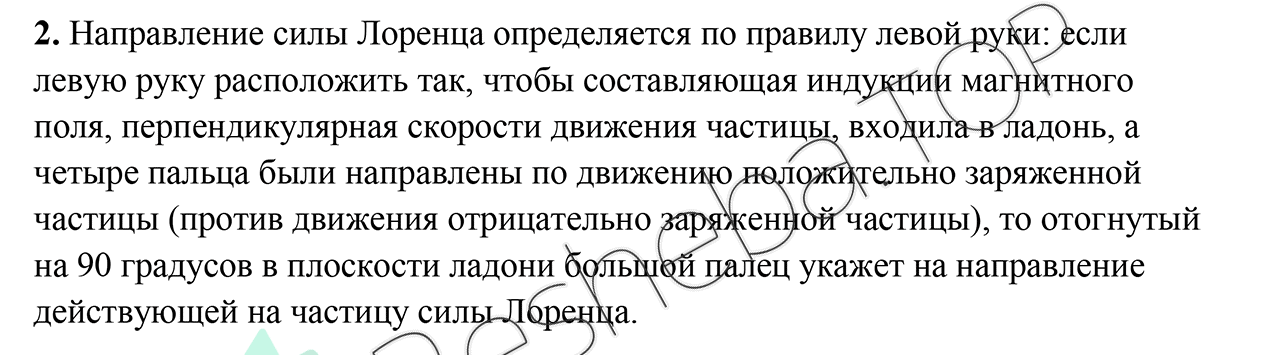 2. Направление силы Лоренца определяется по правилу левой руки: если
левую руку расположить так, чтобы составляющая индукции магнитного
поля, перпендикулярная скорости движения частицы, входила в ладонь, а
четыре пальца были направлены по движению положительно заряженной
частицы (против движения отрицательно заряженной частицы), то отогнутый
на 90 градусов в плоскости ладони большой палец укажет на направление
действующей на частицу силы Лоренца.
Resheba.TOP